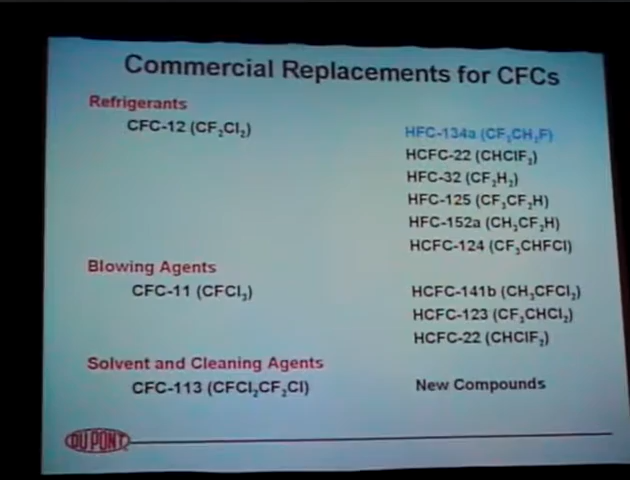 Commercial Replacements for CFCs
Refrigerants
CFC-12 (CF₂Cl₂)
HFC-134a (CF₃CH₂F)
HCFC-22 (CHClF₂)
HFC-32 (CF₂H₂)
HFC-125 (CF₃CF₂H)
HFC-152a (CH₃CF₂H)
HCFC-124 (CF₃CHFCl)
Blowing Agents
CFC-11 (CFCl₃)
HCFC-141b (CH₃CFCl₂)
HCFC-123 (CF₃CHCl₂)
HCFC-22 (CHClF₂)
Solvent and Cleaning Agents
CFC-113 (CFCl₂CF₂Cl)
New Compounds
DUPONT